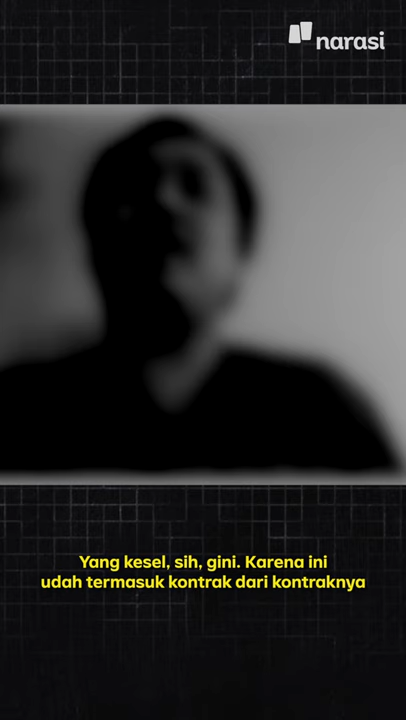 narasi
Yang kesel, sih, gini. Karena ini
udah termasuk kontrak dari kontraknya